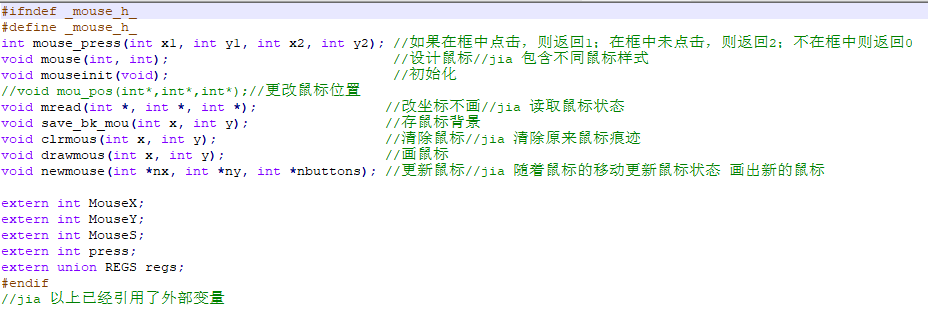 #ifndef _mouse_h_
#define _mouse_h_
int mouse_press(int x1, int y1, int x2, int y2); //如果在框中点击，则返回1；在框中未点击，则返回2；不在框中则返回0
void mouse(int, int); //设计鼠标//jia 包含不同鼠标样式
void mouseinit(void); //初始化
//void mou_pos(int*,int*,int*);//更改鼠标位置
void mread(int *, int *, int *); //改坐标不画//jia 读取鼠标状态
void save_bk_mou(int x, int y); //存鼠标背景
void clrmous(int x, int y); //清除鼠标//jia 清除原来鼠标痕迹
void drawmous(int x, int y); //画鼠标
void newmouse(int *nx, int *ny, int *nbuttons); //更新鼠标//jia 随着鼠标的移动更新鼠标状态 画出新的鼠标
extern int MouseX;
extern int MouseY;
extern int MouseS;
extern int press;
extern union REGS regs;
#endif
//jia 以上已经引用了外部变量